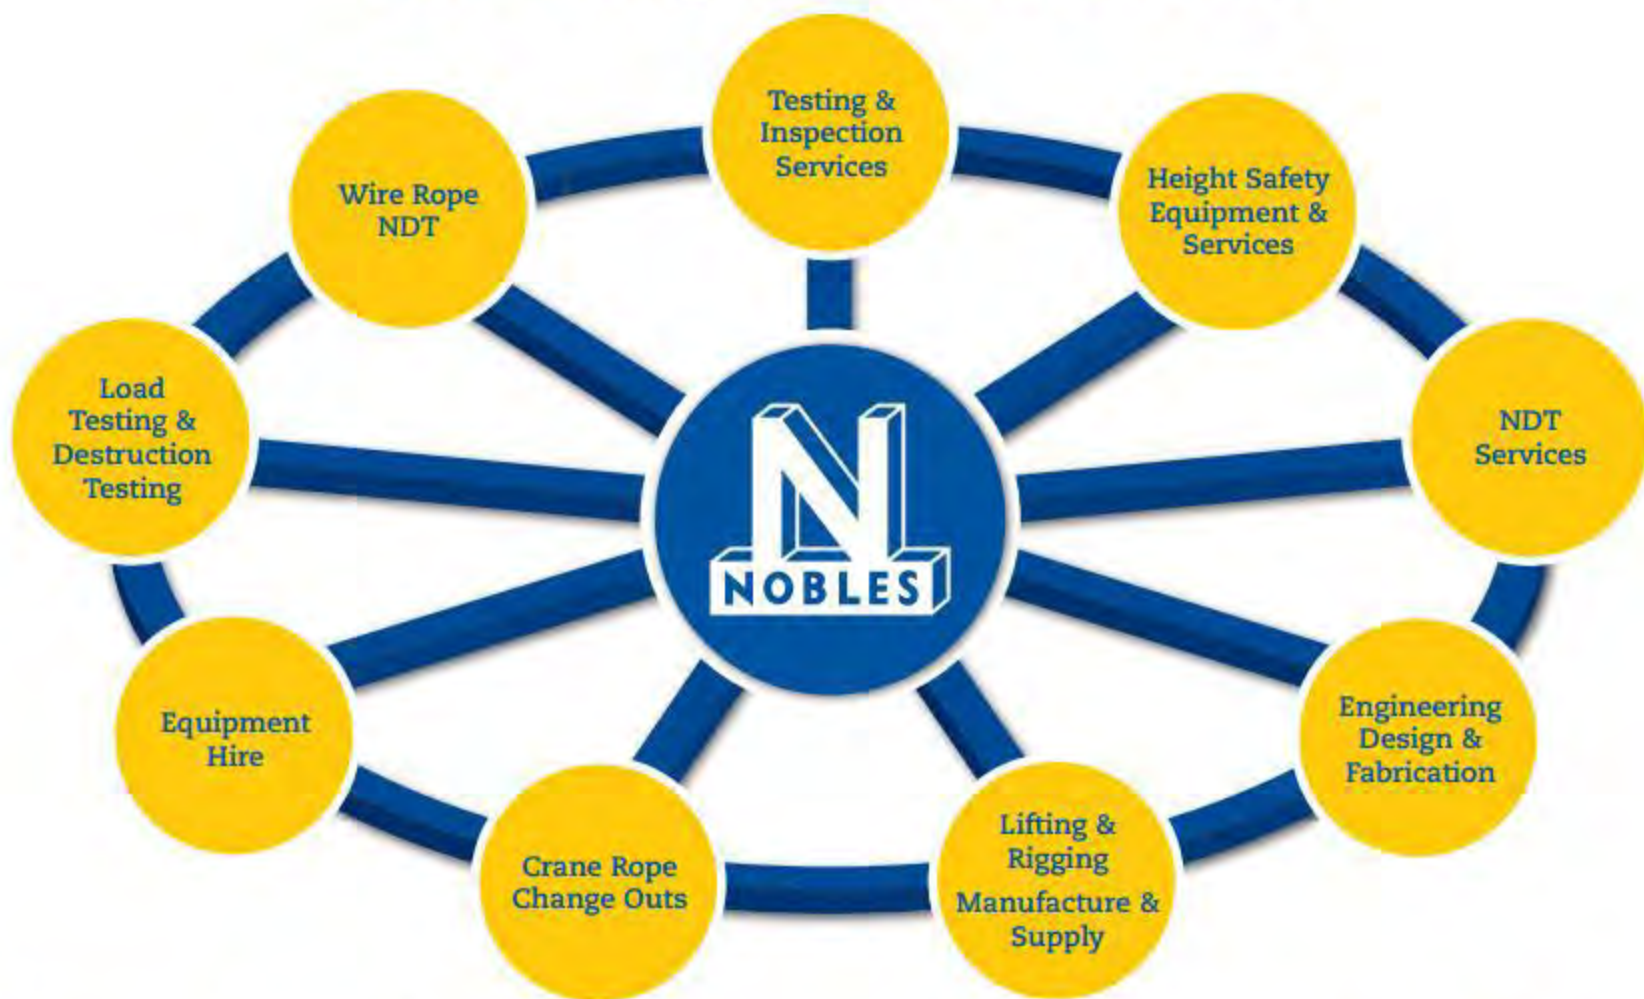 Testing &
Inspection
Services
Height Safety
Equipment &
Services
NDT
Services
Engineering
Design &
Fabrication
Lifting &
Rigging
Manufacture &
Supply
Crane Rope
Change Outs
Equipment
Hire
Load
Testing &
Destruction
Testing
Wire Rope
NDT
N
NOBLES